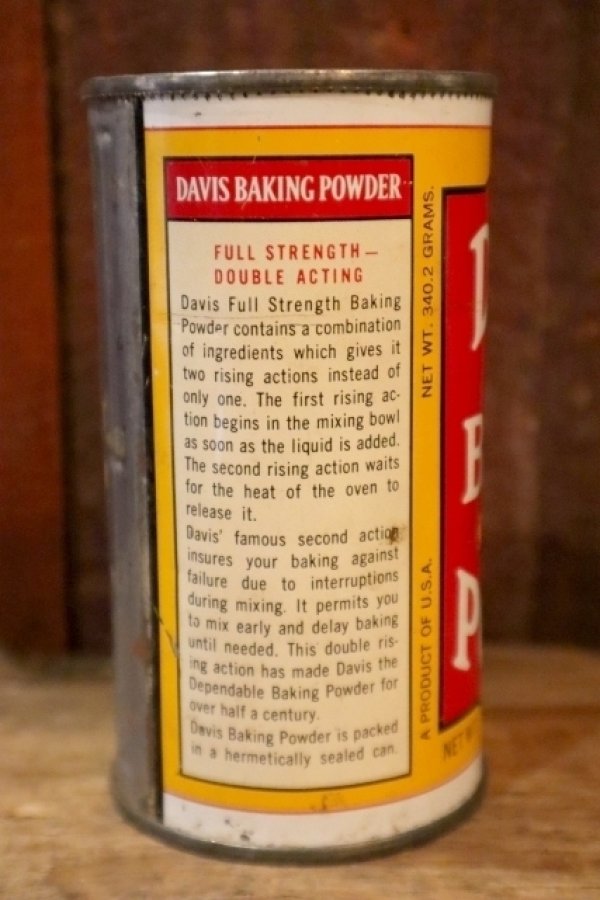 DAVIS BAKING POWDER
FULL STRENGTH—
DOUBLE ACTING
Davis Full Strength Baking
Powder contains a combination
of ingredients which gives it
two rising actions instead of
only one. The first rising ac-
tion begins in the mixing bowl
as soon as the liquid is added.
The second rising action waits
for the heat of the oven to
release it.
Davis' famous second action
insures your baking against
failure due to interruptions
during mixing. It permits you
to mix early and delay baking
until needed. This double ris-
ing action has made Davis the
Dependable Baking Powder for
over half a century.
Davis Baking Powder is packed
in a hermetically sealed can.
A PRODUCT OF U.S.A.
NET WT. 340.2 GRAMS.
D
B
P
NET